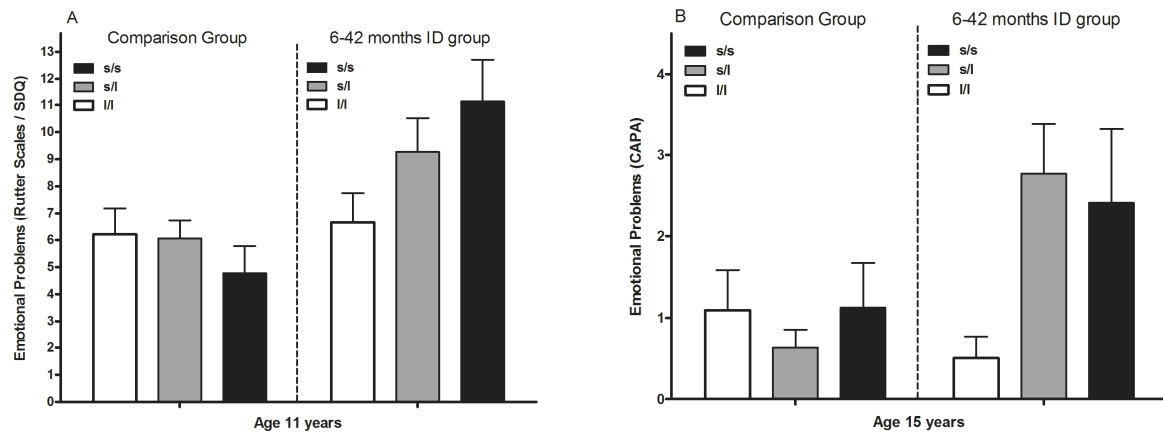 A
Comparison Group
6-42 months ID group
s/s
s/l
l/l
s/s
s/l
l/l
Emotional Problems (Rutter Scales / SDQ)
13
12
11
10
9
8
7
6
5
4
3
2
1
0
Age 11 years
B
Comparison Group
6-42 months ID group
s/s
s/l
l/l
s/s
s/l
l/l
Emotional Problems (CAPA)
4
3
2
1
0
Age 15 years